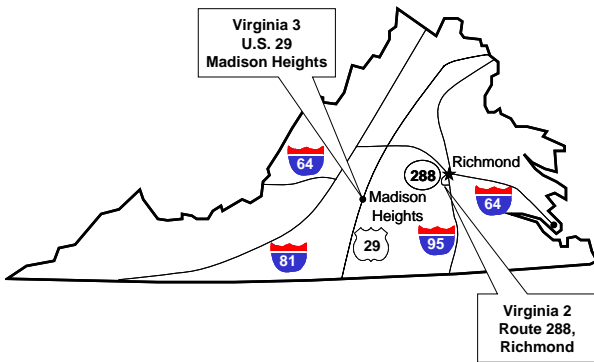 Virginia 3
U.S. 29
Madison Heights
64
288
Richmond
Madison
Heights
64
29
95
81
Virginia 2
Route 288,
Richmond